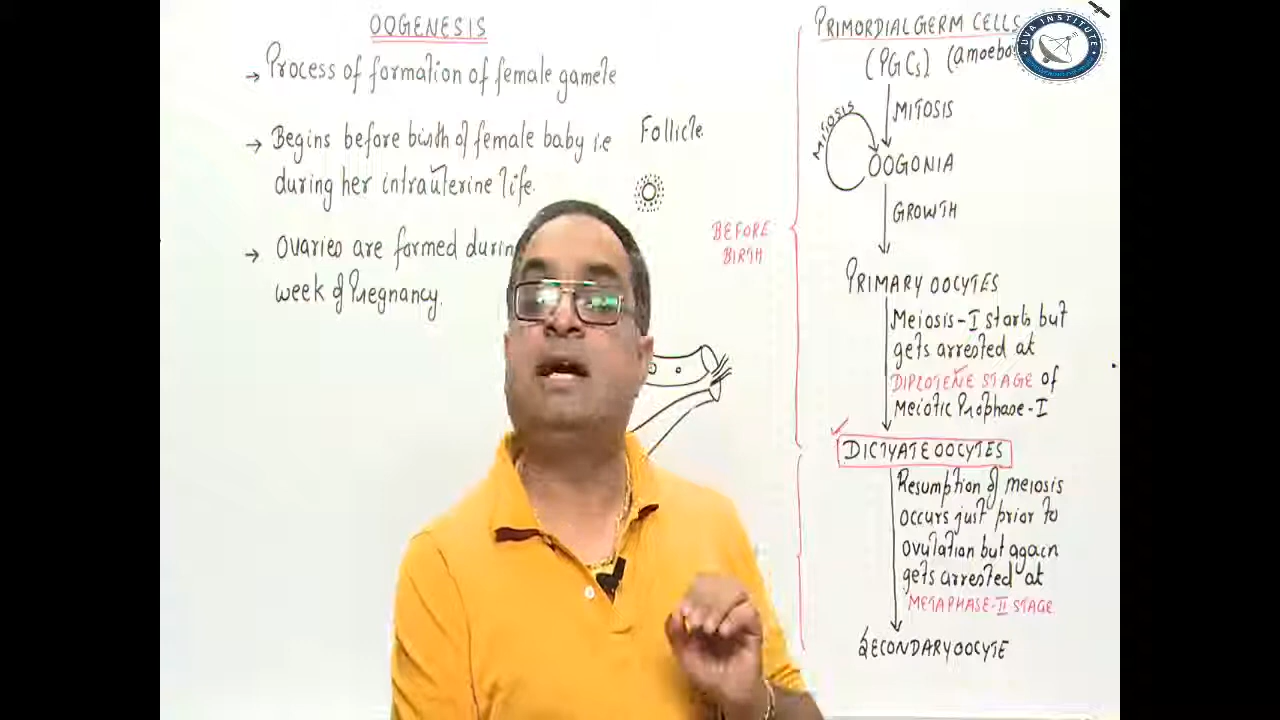 OOGENESIS
→ Process of formation of female gamete
→ Begins before birth of female baby i.e
during her intrauterine life.
→ Ovaries are formed
week of Pregnancy.
Follicle
BEFORE
BIRTH
PRIMORDIAL GERM CELLS
(PGCs)
MITOSIS
MITOSIS
OOGONIA
GROWTH
PRIMARY OOCYTES
Meiosis-I starts but
gets arrested at
DIPLOTENE STAGE of
Meiotic Prophase-I
DICTYATE OOCYTES
Resumption of meiosis
occurs just prior to
ovulation but again
gets arrested at
METAPHASE-II STAGE
SECONDARY OOCYTE
UVA INSTITUTE